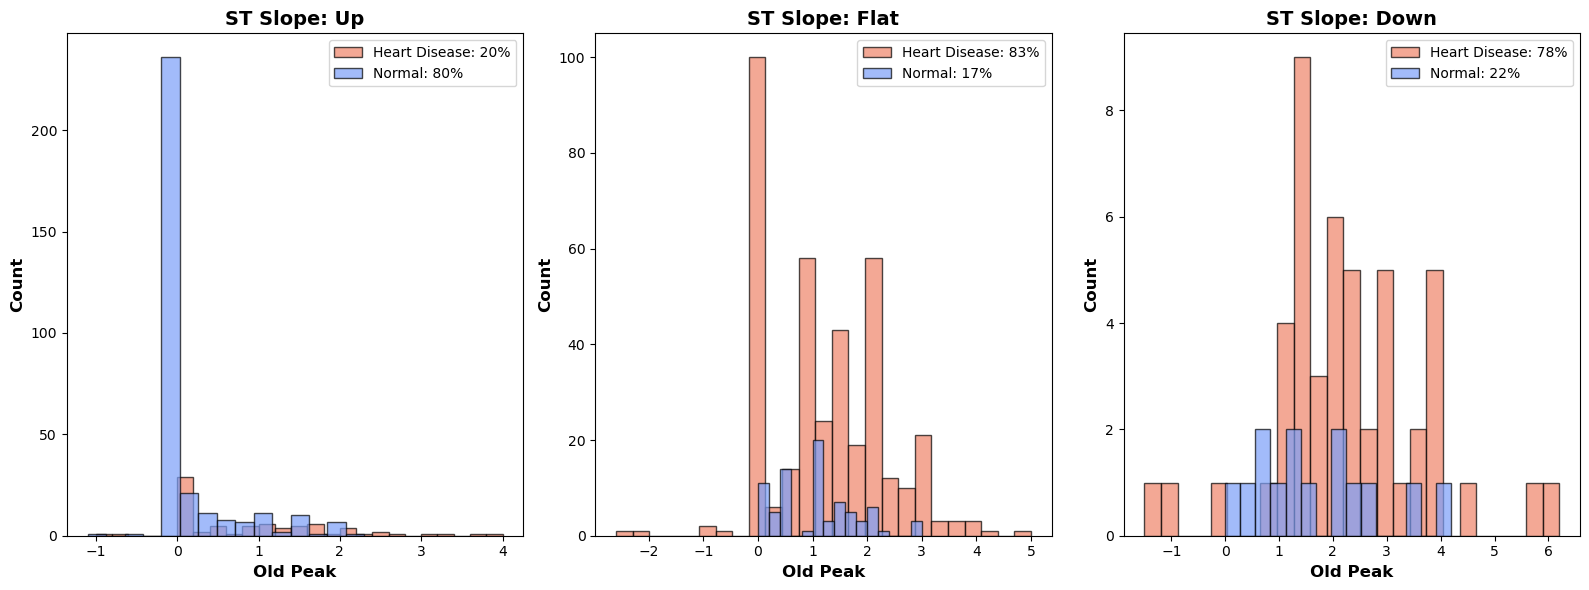 ST Slope: Up
Heart Disease: 20%
Normal: 80%
200
150
100
50
0
Count
−1
0
1
2
3
4
Old Peak
ST Slope: Flat
Heart Disease: 83%
Normal: 17%
100
80
60
40
20
0
Count
−2
−1
0
1
2
3
4
5
Old Peak
ST Slope: Down
Heart Disease: 78%
Normal: 22%
8
6
4
2
0
Count
−1
0
1
2
3
4
5
6
Old Peak